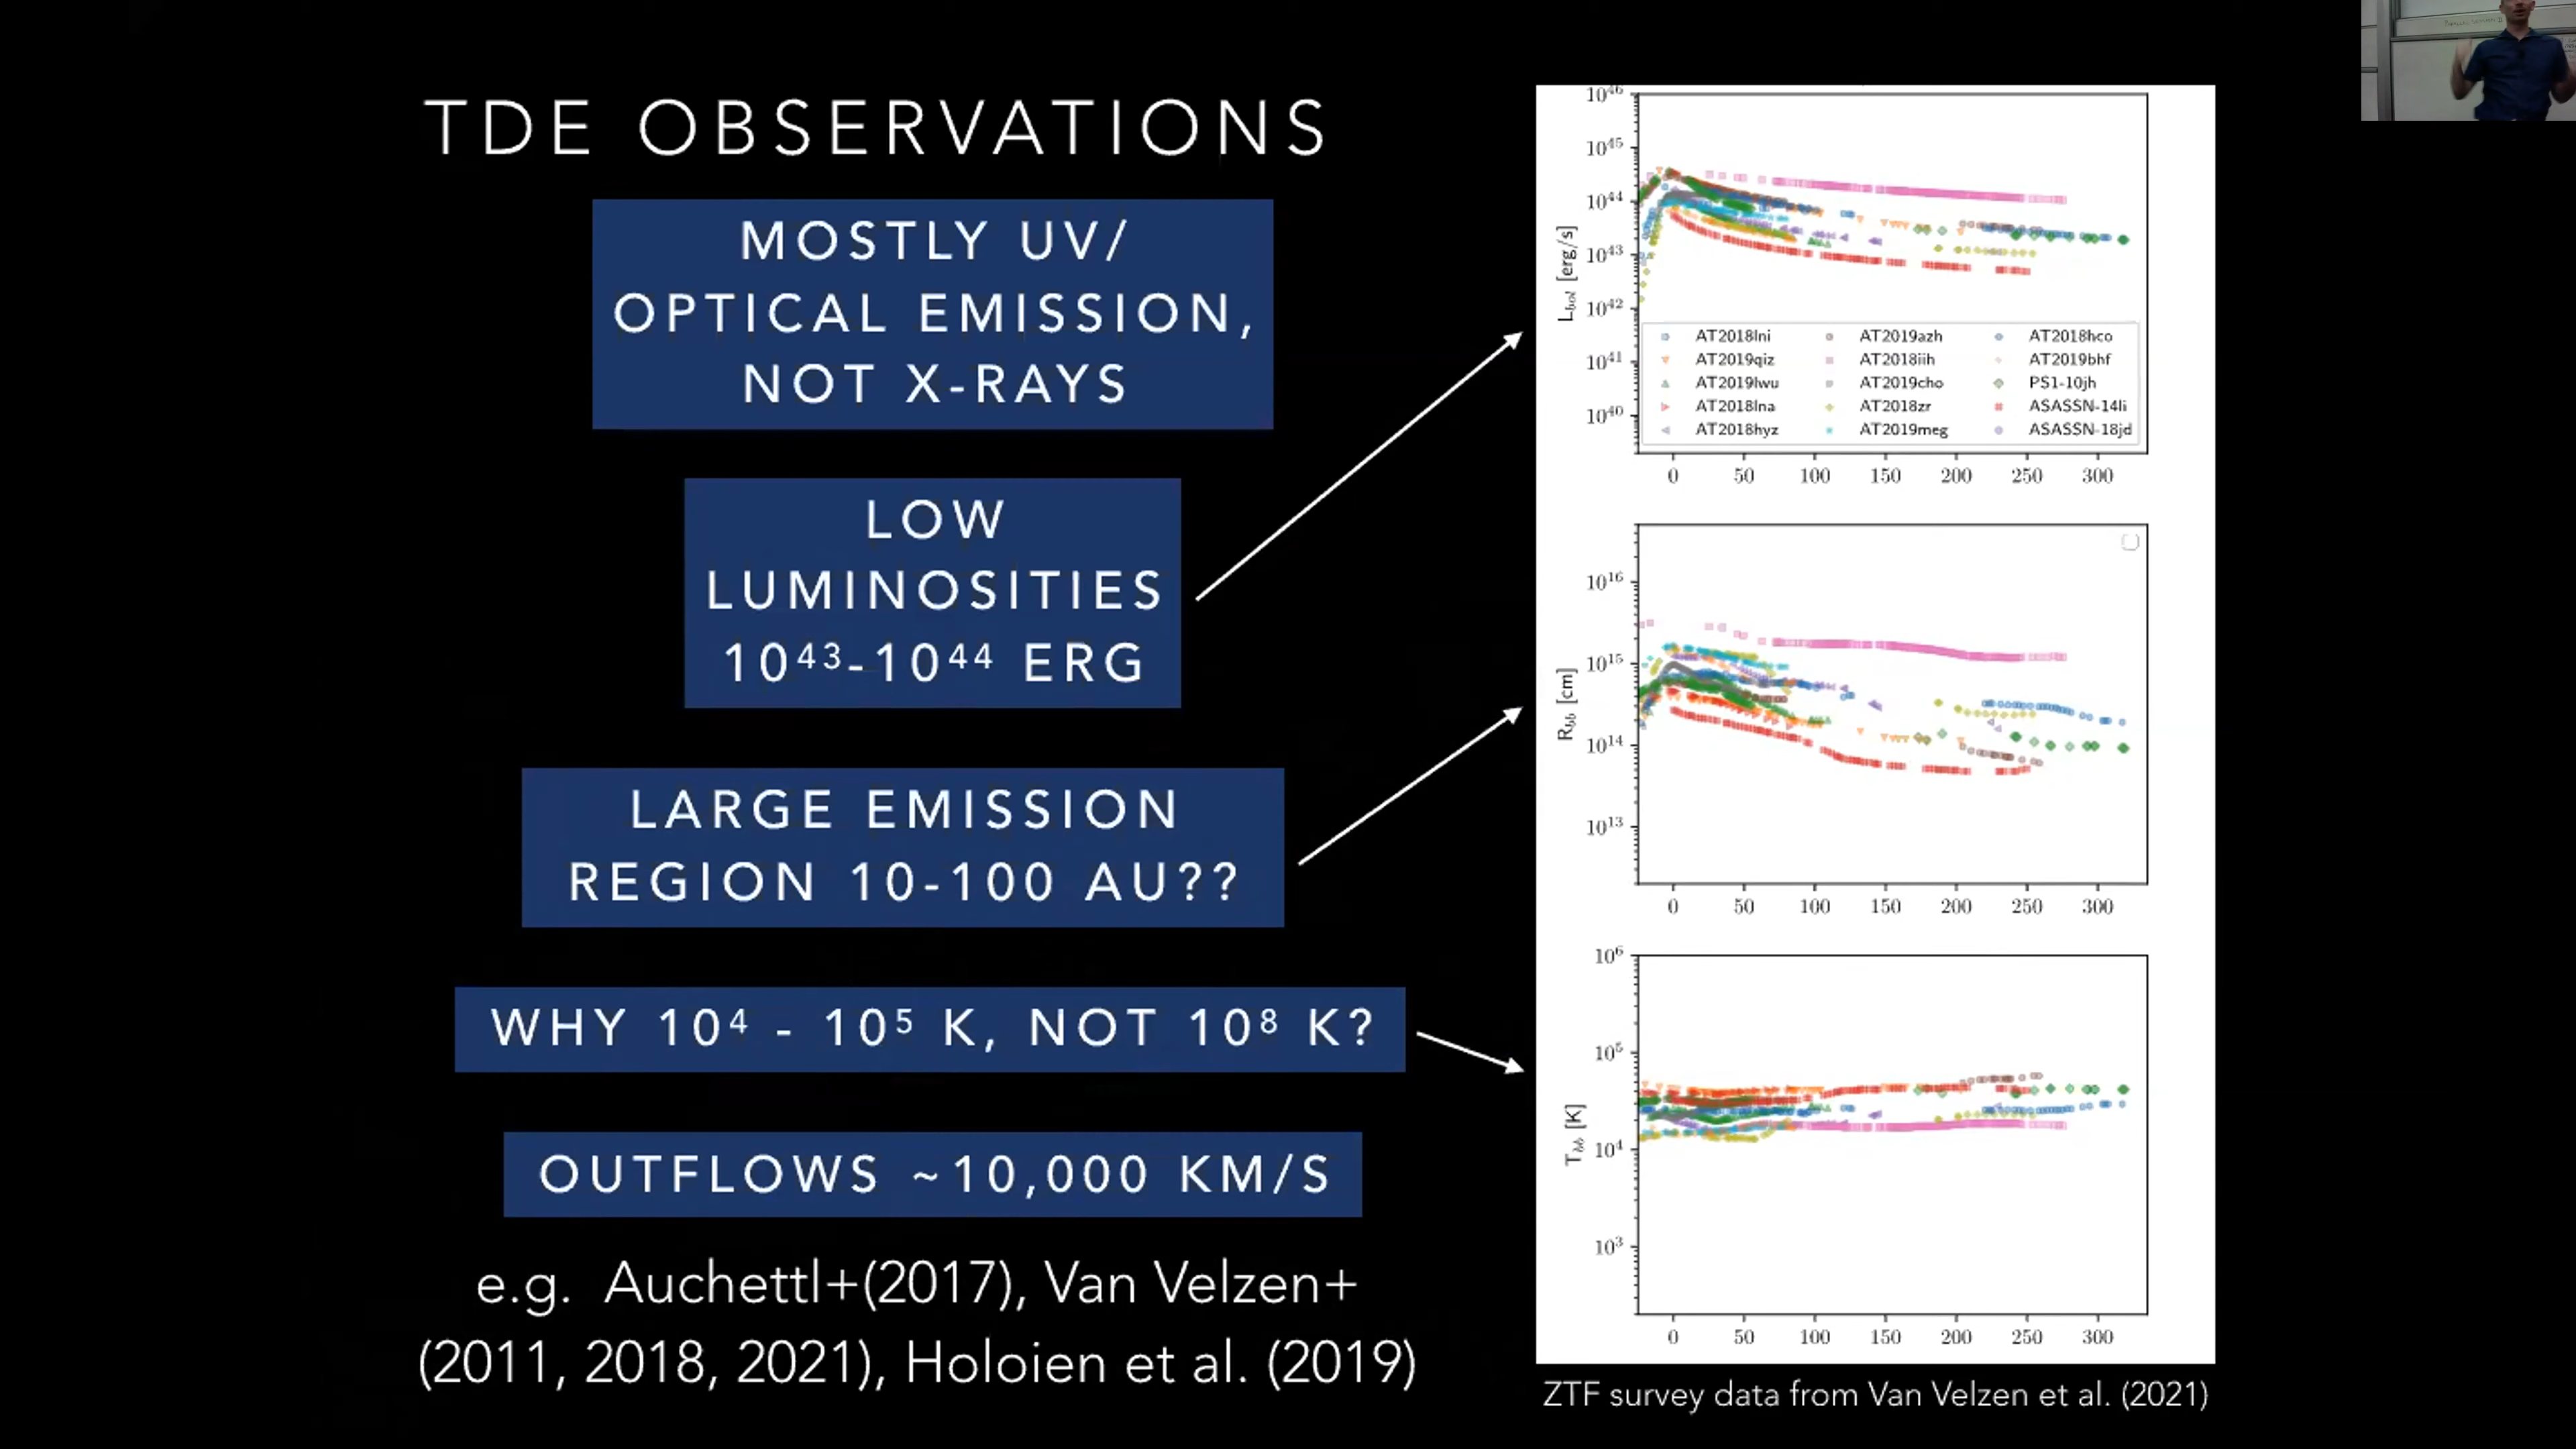 TDE OBSERVATIONS
MOSTLY UV/
OPTICAL EMISSION,
NOT X-RAYS
LOW
LUMINOSITIES
10⁴³-10⁴⁴ ERG
LARGE EMISSION
REGION 10-100 AU??
WHY 10⁴ - 10⁵ K, NOT 10⁸ K?
OUTFLOWS ~10,000 KM/S
e.g. Auchettl+(2017), Van Velzen+
(2011, 2018, 2021), Holoien et al. (2019)
10⁴⁶
10⁴⁵
10⁴⁴
10⁴³
10⁴²
10⁴¹
10⁴⁰
L_bol [erg/s]
AT2018lni AT2019azh AT2018hco
AT2019qiz AT2018iih AT2019bhf
AT2019lwu AT2019cho PS1-10jh
AT2018lna AT2018zr ASASSN-14li
AT2018hyz AT2019meg ASASSN-18jd
0 50 100 150 200 250 300
10¹⁶
10¹⁵
10¹⁴
10¹³
R_bb [cm]
0 50 100 150 200 250 300
10⁶
10⁵
10⁴
10³
T_bb [K]
0 50 100 150 200 250 300
ZTF survey data from Van Velzen et al. (2021)